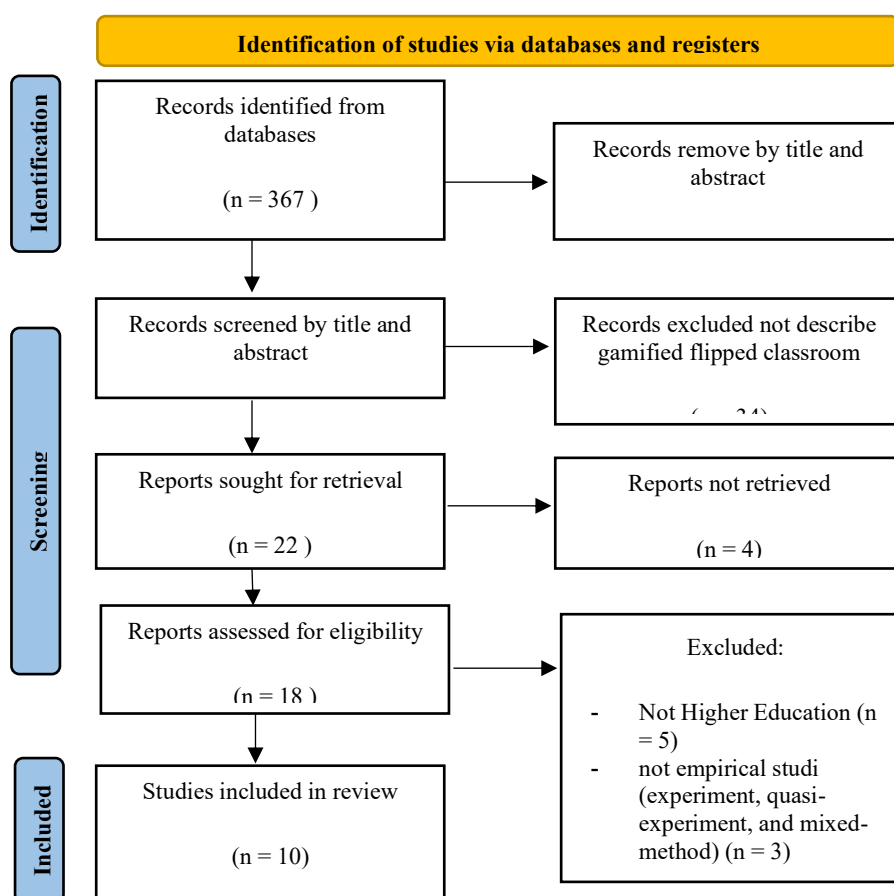 Identification of studies via databases and registers
Identification
Records identified from
databases
(n = 367 )
Records remove by title and
abstract
Screening
Records screened by title and
abstract
Records excluded not describe
gamified flipped classroom
Reports sought for retrieval
(n = 22 )
Reports not retrieved
(n = 4)
Reports assessed for eligibility
(n = 18 )
Excluded:
- Not Higher Education (n
= 5)
- not empirical studi
(experiment, quasi-
experiment, and mixed-
method) (n = 3)
Included
Studies included in review
(n = 10)